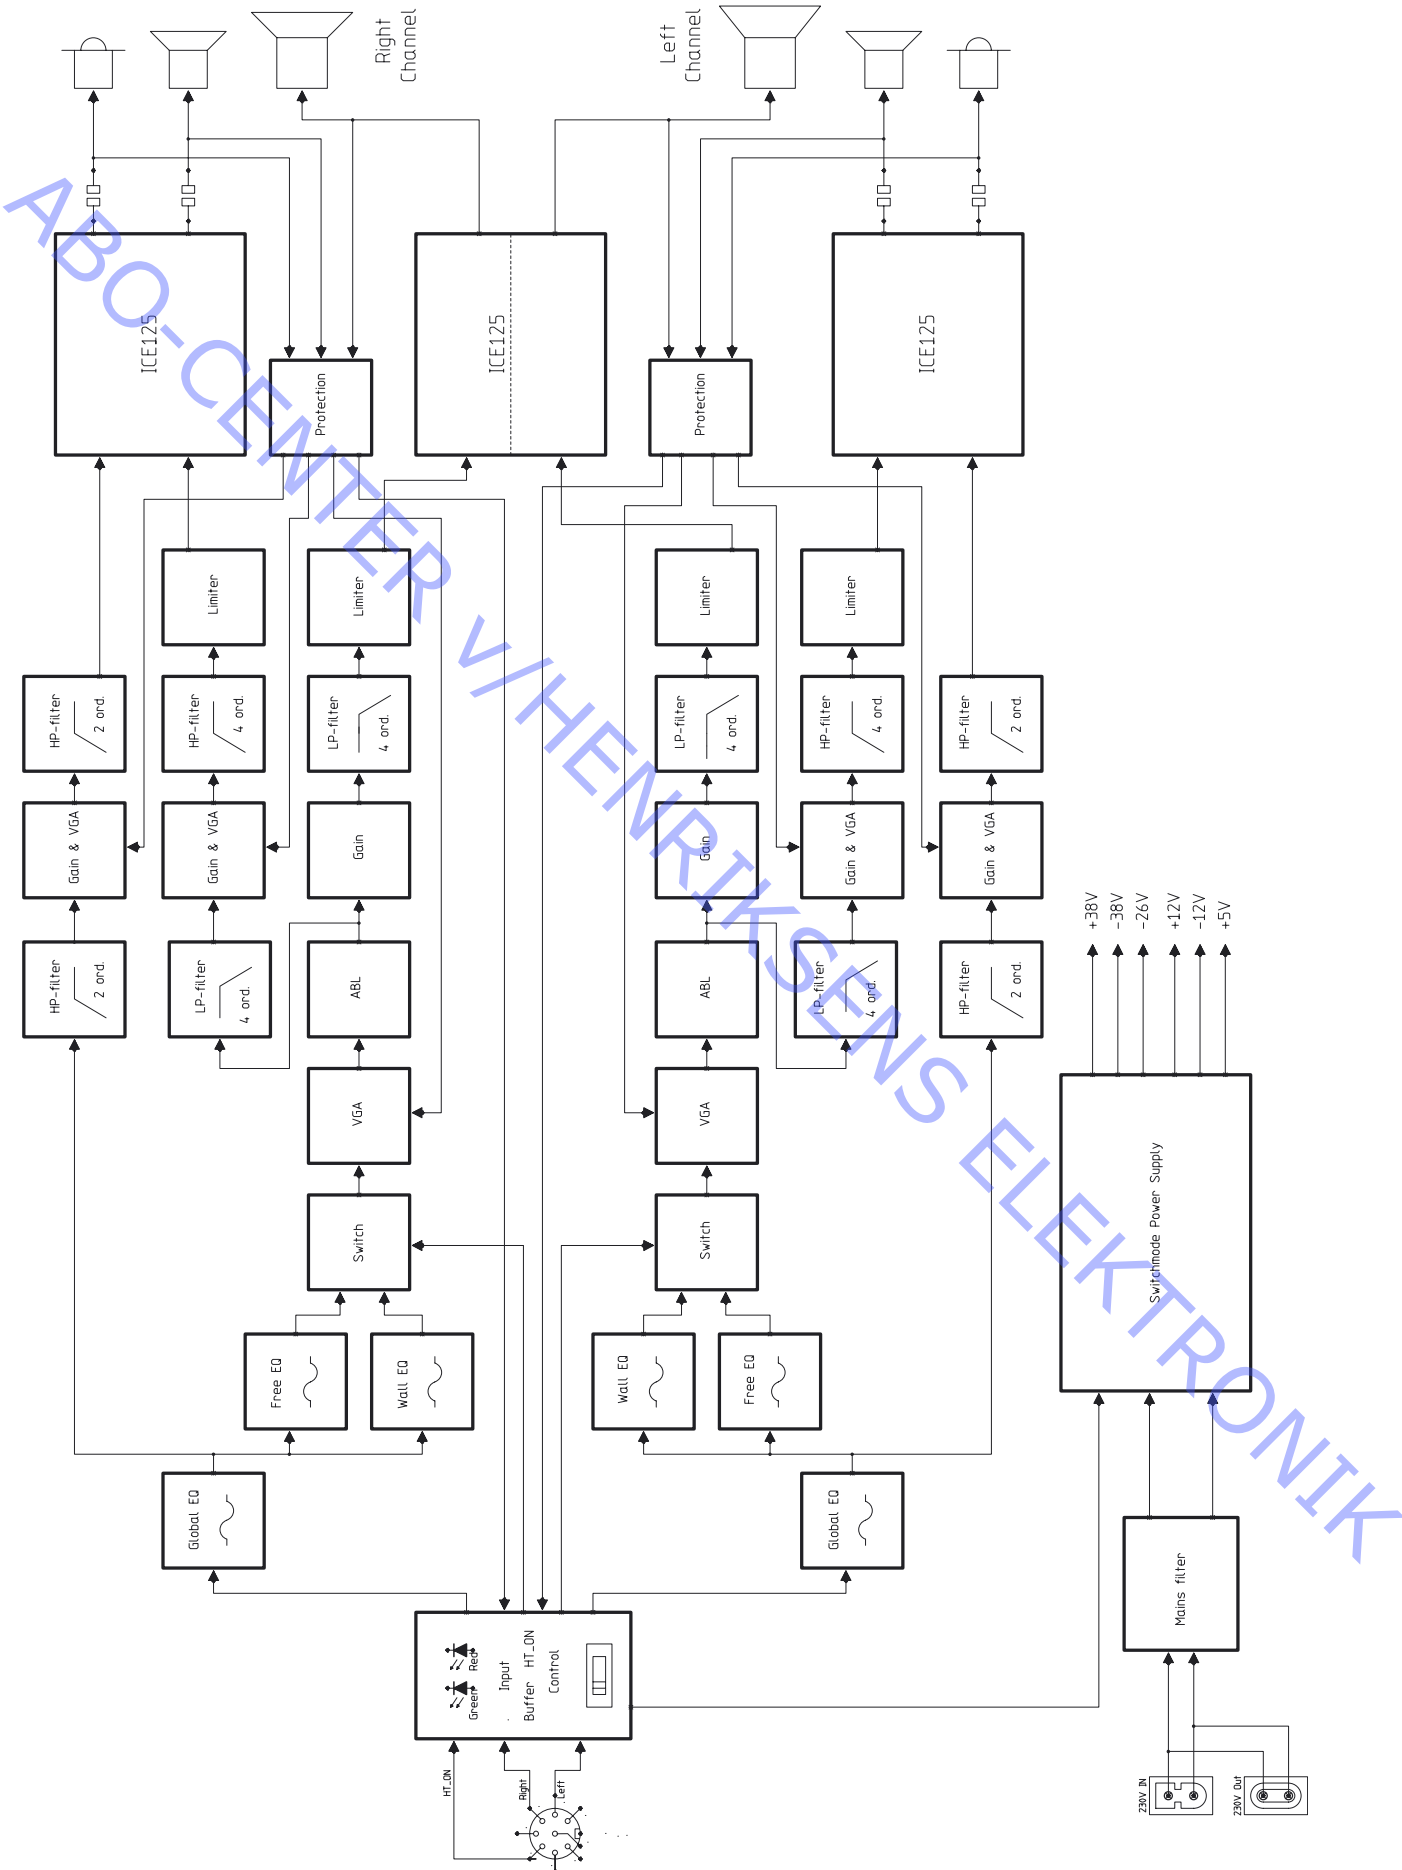 Right
Channel
Left
Channel
ICE125
ICE125
ICE125
Protection
Protection
Limiter
Limiter
Limiter
Limiter
HP-filter
2 ord.
HP-filter
4 ord.
LP-filter
4 ord.
LP-filter
4 ord.
HP-filter
4 ord.
HP-filter
2 ord.
Gain & VGA
Gain & VGA
Gain
Gain
Gain & VGA
Gain & VGA
HP-filter
2 ord.
LP-filter
4 ord.
ABL
ABL
LP-filter
4 ord.
HP-filter
2 ord.
+38V
-38V
-26V
+12V
-12V
+5V
VGA
VGA
Switch
Switch
Switchmode Power Supply
Free EQ
Wall EQ
Wall EQ
Free EQ
Global EQ
Global EQ
Mains filter
Green
Red
Input
Buffer HT_ON
Control
HT_ON
Right
Left
230V IN
230V Out
ABO-CENTER v/HENRIKSENS ELEKTRONIK